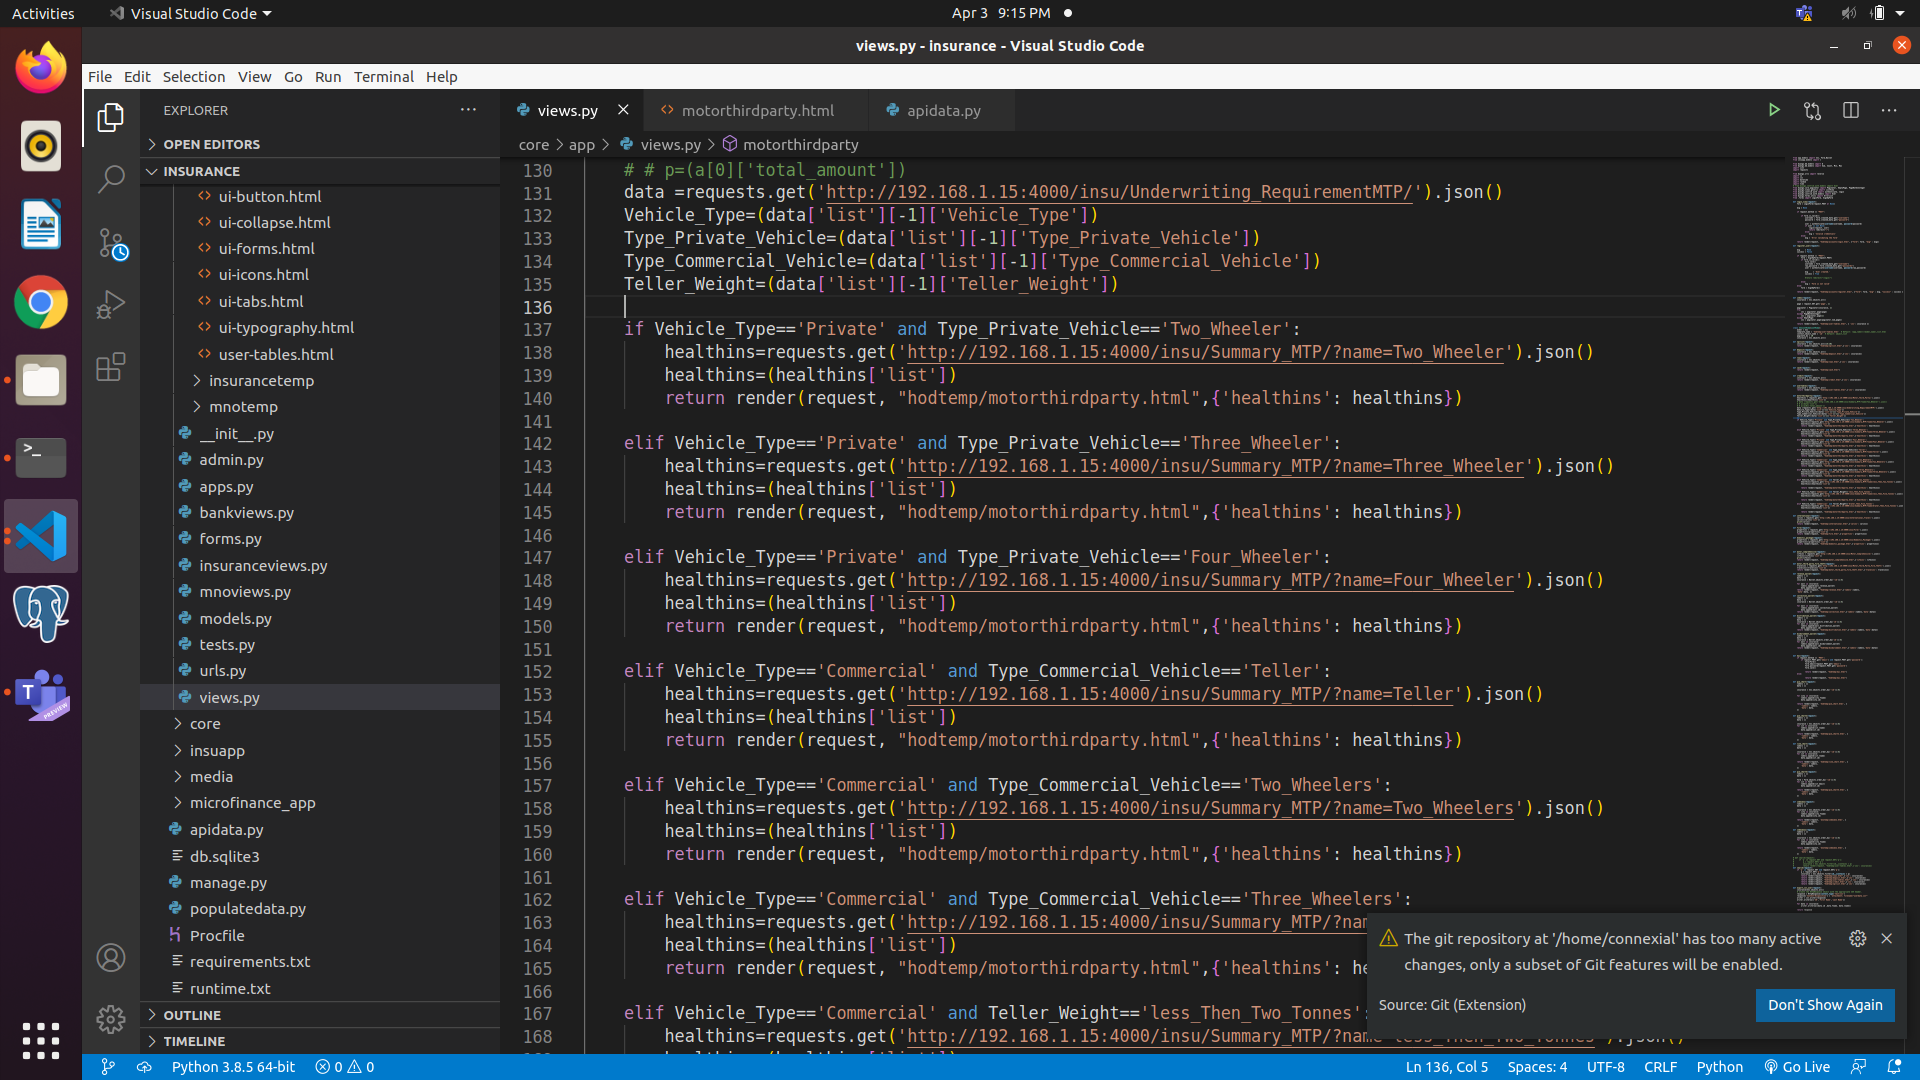 Activities
Visual Studio Code
Apr 3 9:15 PM
views.py - insurance - Visual Studio Code
File Edit Selection View Go Run Terminal Help
EXPLORER
OPEN EDITORS
INSURANCE
ui-button.html
ui-collapse.html
ui-forms.html
ui-icons.html
ui-tabs.html
ui-typography.html
user-tables.html
insurancetemp
mnotemp
__init__.py
admin.py
apps.py
bankviews.py
forms.py
insuranceviews.py
mnoviews.py
models.py
tests.py
urls.py
views.py
core
insuapp
media
microfinance_app
apidata.py
db.sqlite3
manage.py
populatedata.py
Procfile
requirements.txt
runtime.txt
OUTLINE
TIMELINE
views.py
motorthirdparty.html
apidata.py
core > app > views.py > motorthirdparty
130 # # p=(a[0]['total_amount'])
131 data =requests.get('http://192.168.1.15:4000/insu/Underwriting_RequirementMTP/').json()
132 Vehicle_Type=(data['list'][-1]['Vehicle_Type'])
133 Type_Private_Vehicle=(data['list'][-1]['Type_Private_Vehicle'])
134 Type_Commercial_Vehicle=(data['list'][-1]['Type_Commercial_Vehicle'])
135 Teller_Weight=(data['list'][-1]['Teller_Weight'])
136
137 if Vehicle_Type=='Private' and Type_Private_Vehicle=='Two_Wheeler':
138 healthins=requests.get('http://192.168.1.15:4000/insu/Summary_MTP/?name=Two_Wheeler').json()
139 healthins=(healthins['list'])
140 return render(request, "hodtemp/motorthirdparty.html",{'healthins': healthins})
141
142 elif Vehicle_Type=='Private' and Type_Private_Vehicle=='Three_Wheeler':
143 healthins=requests.get('http://192.168.1.15:4000/insu/Summary_MTP/?name=Three_Wheeler').json()
144 healthins=(healthins['list'])
145 return render(request, "hodtemp/motorthirdparty.html",{'healthins': healthins})
146
147 elif Vehicle_Type=='Private' and Type_Private_Vehicle=='Four_Wheeler':
148 healthins=requests.get('http://192.168.1.15:4000/insu/Summary_MTP/?name=Four_Wheeler').json()
149 healthins=(healthins['list'])
150 return render(request, "hodtemp/motorthirdparty.html",{'healthins': healthins})
151
152 elif Vehicle_Type=='Commercial' and Type_Commercial_Vehicle=='Teller':
153 healthins=requests.get('http://192.168.1.15:4000/insu/Summary_MTP/?name=Teller').json()
154 healthins=(healthins['list'])
155 return render(request, "hodtemp/motorthirdparty.html",{'healthins': healthins})
156
157 elif Vehicle_Type=='Commercial' and Type_Commercial_Vehicle=='Two_Wheelers':
158 healthins=requests.get('http://192.168.1.15:4000/insu/Summary_MTP/?name=Two_Wheelers').json()
159 healthins=(healthins['list'])
160 return render(request, "hodtemp/motorthirdparty.html",{'healthins': healthins})
161
162 elif Vehicle_Type=='Commercial' and Type_Commercial_Vehicle=='Three_Wheelers':
163 healthins=requests.get('http://192.168.1.15:4000/insu/Summary_MTP/?na
164 healthins=(healthins['list'])
165 return render(request, "hodtemp/motorthirdparty.html",{'healthins': he
166
167 elif Vehicle_Type=='Commercial' and Teller_Weight=='less_Then_Two_Tonnes'
168 healthins=requests.get('http://192.168.1.15:4000/insu/Summary_MTP/?name=less_Then_Two_Tonnes').json()
The git repository at '/home/connexial' has too many active
changes, only a subset of Git features will be enabled.
Source: Git (Extension)
Don't Show Again
Python 3.8.5 64-bit
0 0
Ln 136, Col 5
Spaces: 4
UTF-8
CRLF
Python
Go Live